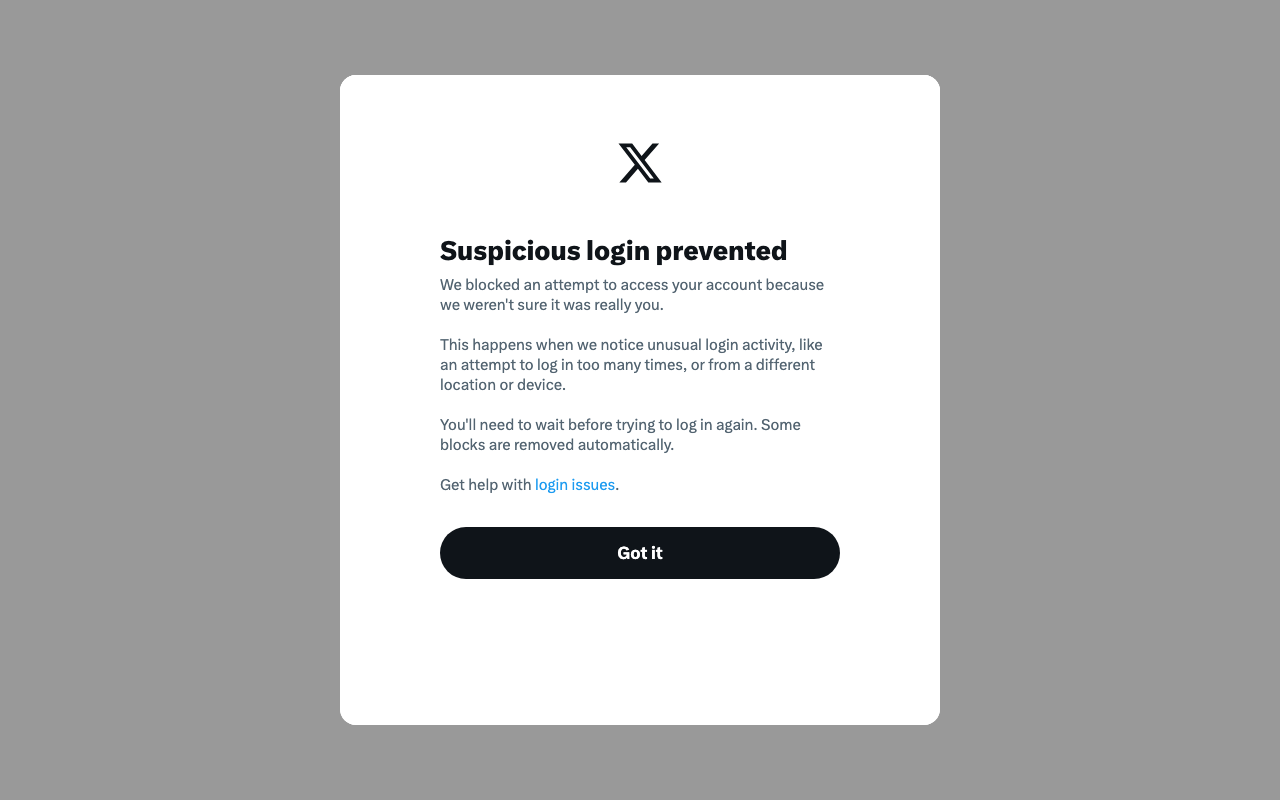 Suspicious login prevented
We blocked an attempt to access your account because
we weren't sure it was really you.
This happens when we notice unusual login activity, like
an attempt to log in too many times, or from a different
location or device.
You'll need to wait before trying to log in again. Some
blocks are removed automatically.
Get help with login issues.
Got it